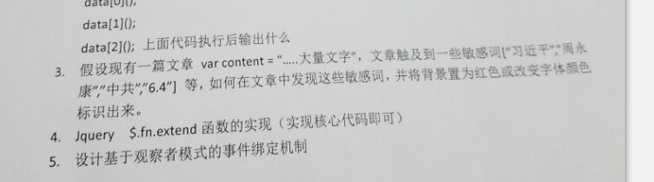 data[0]();
data[1]();
data[2](); 上面代码执行后输出什么
3. 假设现有一篇文章 var content = “.....大量文字”，文章触及到一些敏感词[“习近平”,”周永
康”,”中共”,”6.4”] 等，如何在文章中发现这些敏感词，并将背景置为红色或改变字体颜色
标识出来。
4. Jquery $.fn.extend 函数的实现（实现核心代码即可）
5. 设计基于观察者模式的事件绑定机制